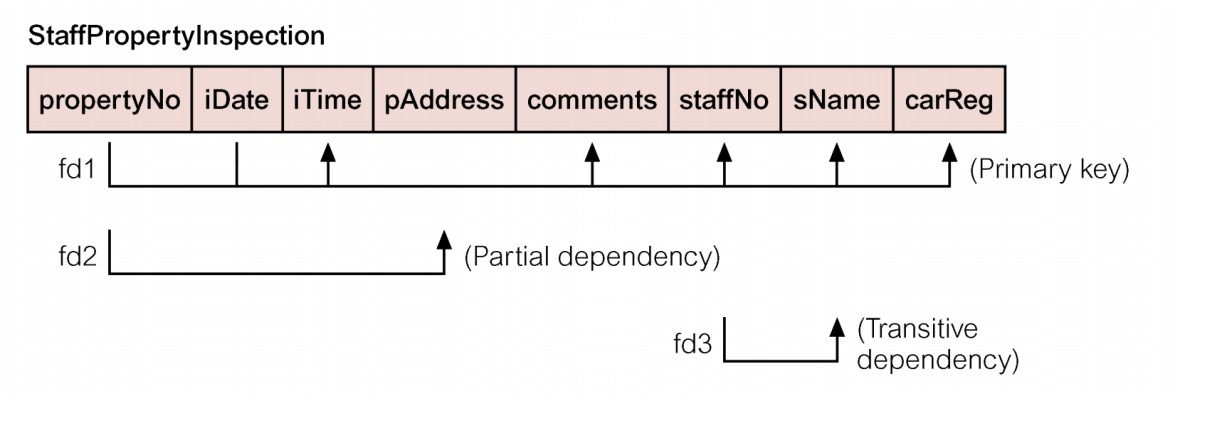 StaffPropertyInspection
propertyNo iDate iTime pAddress comments staffNo sName carReg
fd1 (Primary key)
fd2 (Partial dependency)
fd3 (Transitive
dependency)